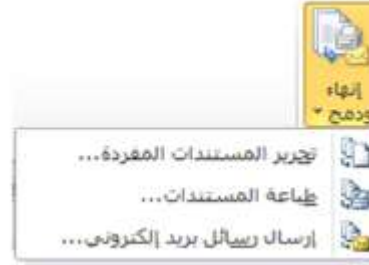 إنهاء
ودمج
تحرير المستندات المفردة...
طباعة المستندات...
إرسال رسائل بريد إلكتروني...